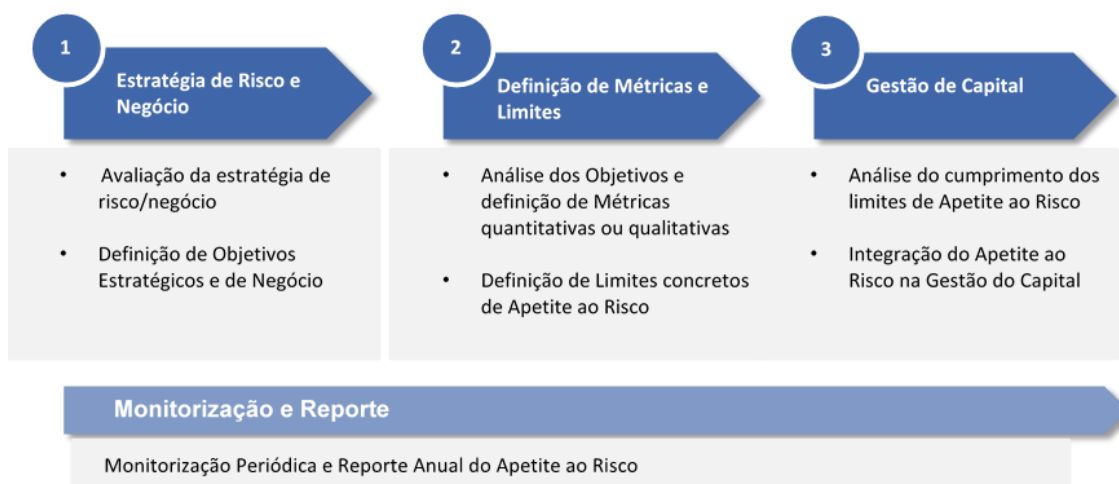 1
Estratégia de Risco e
Negócio
• Avaliação da estratégia de
risco/negócio
• Definição de Objetivos
Estratégicos e de Negócio
2
Definição de Métricas e
Limites
• Análise dos Objetivos e
definição de Métricas
quantitativas ou qualitativas
• Definição de Limites concretos
de Apetite ao Risco
3
Gestão de Capital
• Análise do cumprimento dos
limites de Apetite ao Risco
• Integração do Apetite ao
Risco na Gestão do Capital
Monitorização e Reporte
Monitorização Periódica e Reporte Anual do Apetite ao Risco